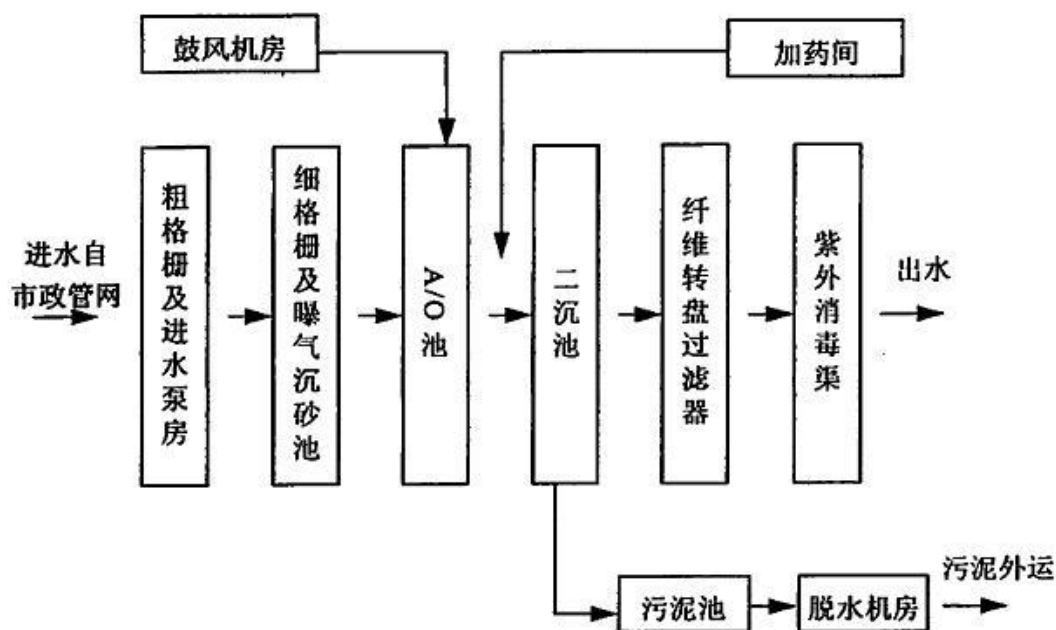 鼓风机房
加药间
进水自
市政管网
粗格栅及进水泵房
细格栅及曝气沉砂池
A/O池
二沉池
纤维转盘过滤器
紫外消毒渠
出水
污泥池
脱水机房
污泥外运